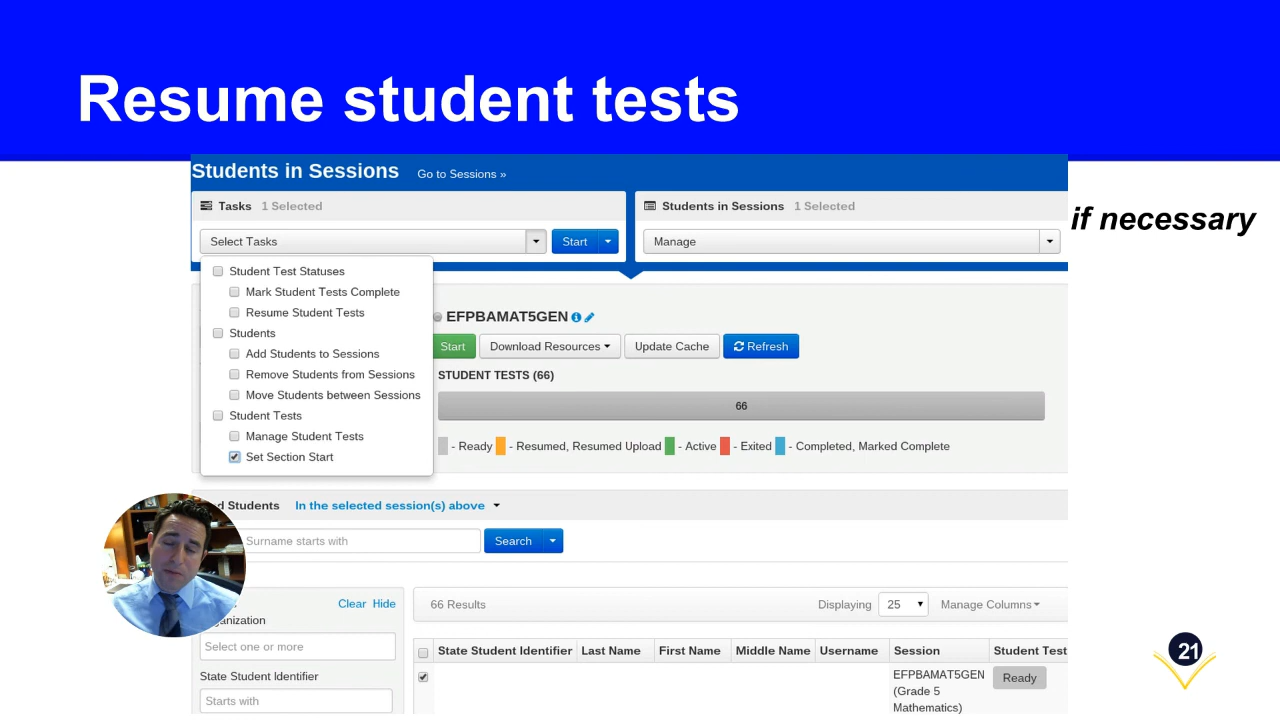 Resume student tests
Students in Sessions Go to Sessions »
Tasks 1 Selected
Students in Sessions 1 Selected
if necessary
Select Tasks
Start
Manage
Student Test Statuses
Mark Student Tests Complete
Resume Student Tests
Students
Add Students to Sessions
Remove Students from Sessions
Move Students between Sessions
Student Tests
Manage Student Tests
Set Section Start
EFPBAMAT5GEN
Start Download Resources Update Cache Refresh
STUDENT TESTS (66)
66
- Ready - Resumed, Resumed Upload - Active - Exited - Completed, Marked Complete
Students In the selected session(s) above
Surname starts with
Search
Clear Hide
Select one or more
State Student Identifier
Starts with
66 Results
Displaying 25 Manage Columns
State Student Identifier Last Name First Name Middle Name Username Session Student Test
EFPBAMAT5GEN
(Grade 5
Mathematics)
Ready
21